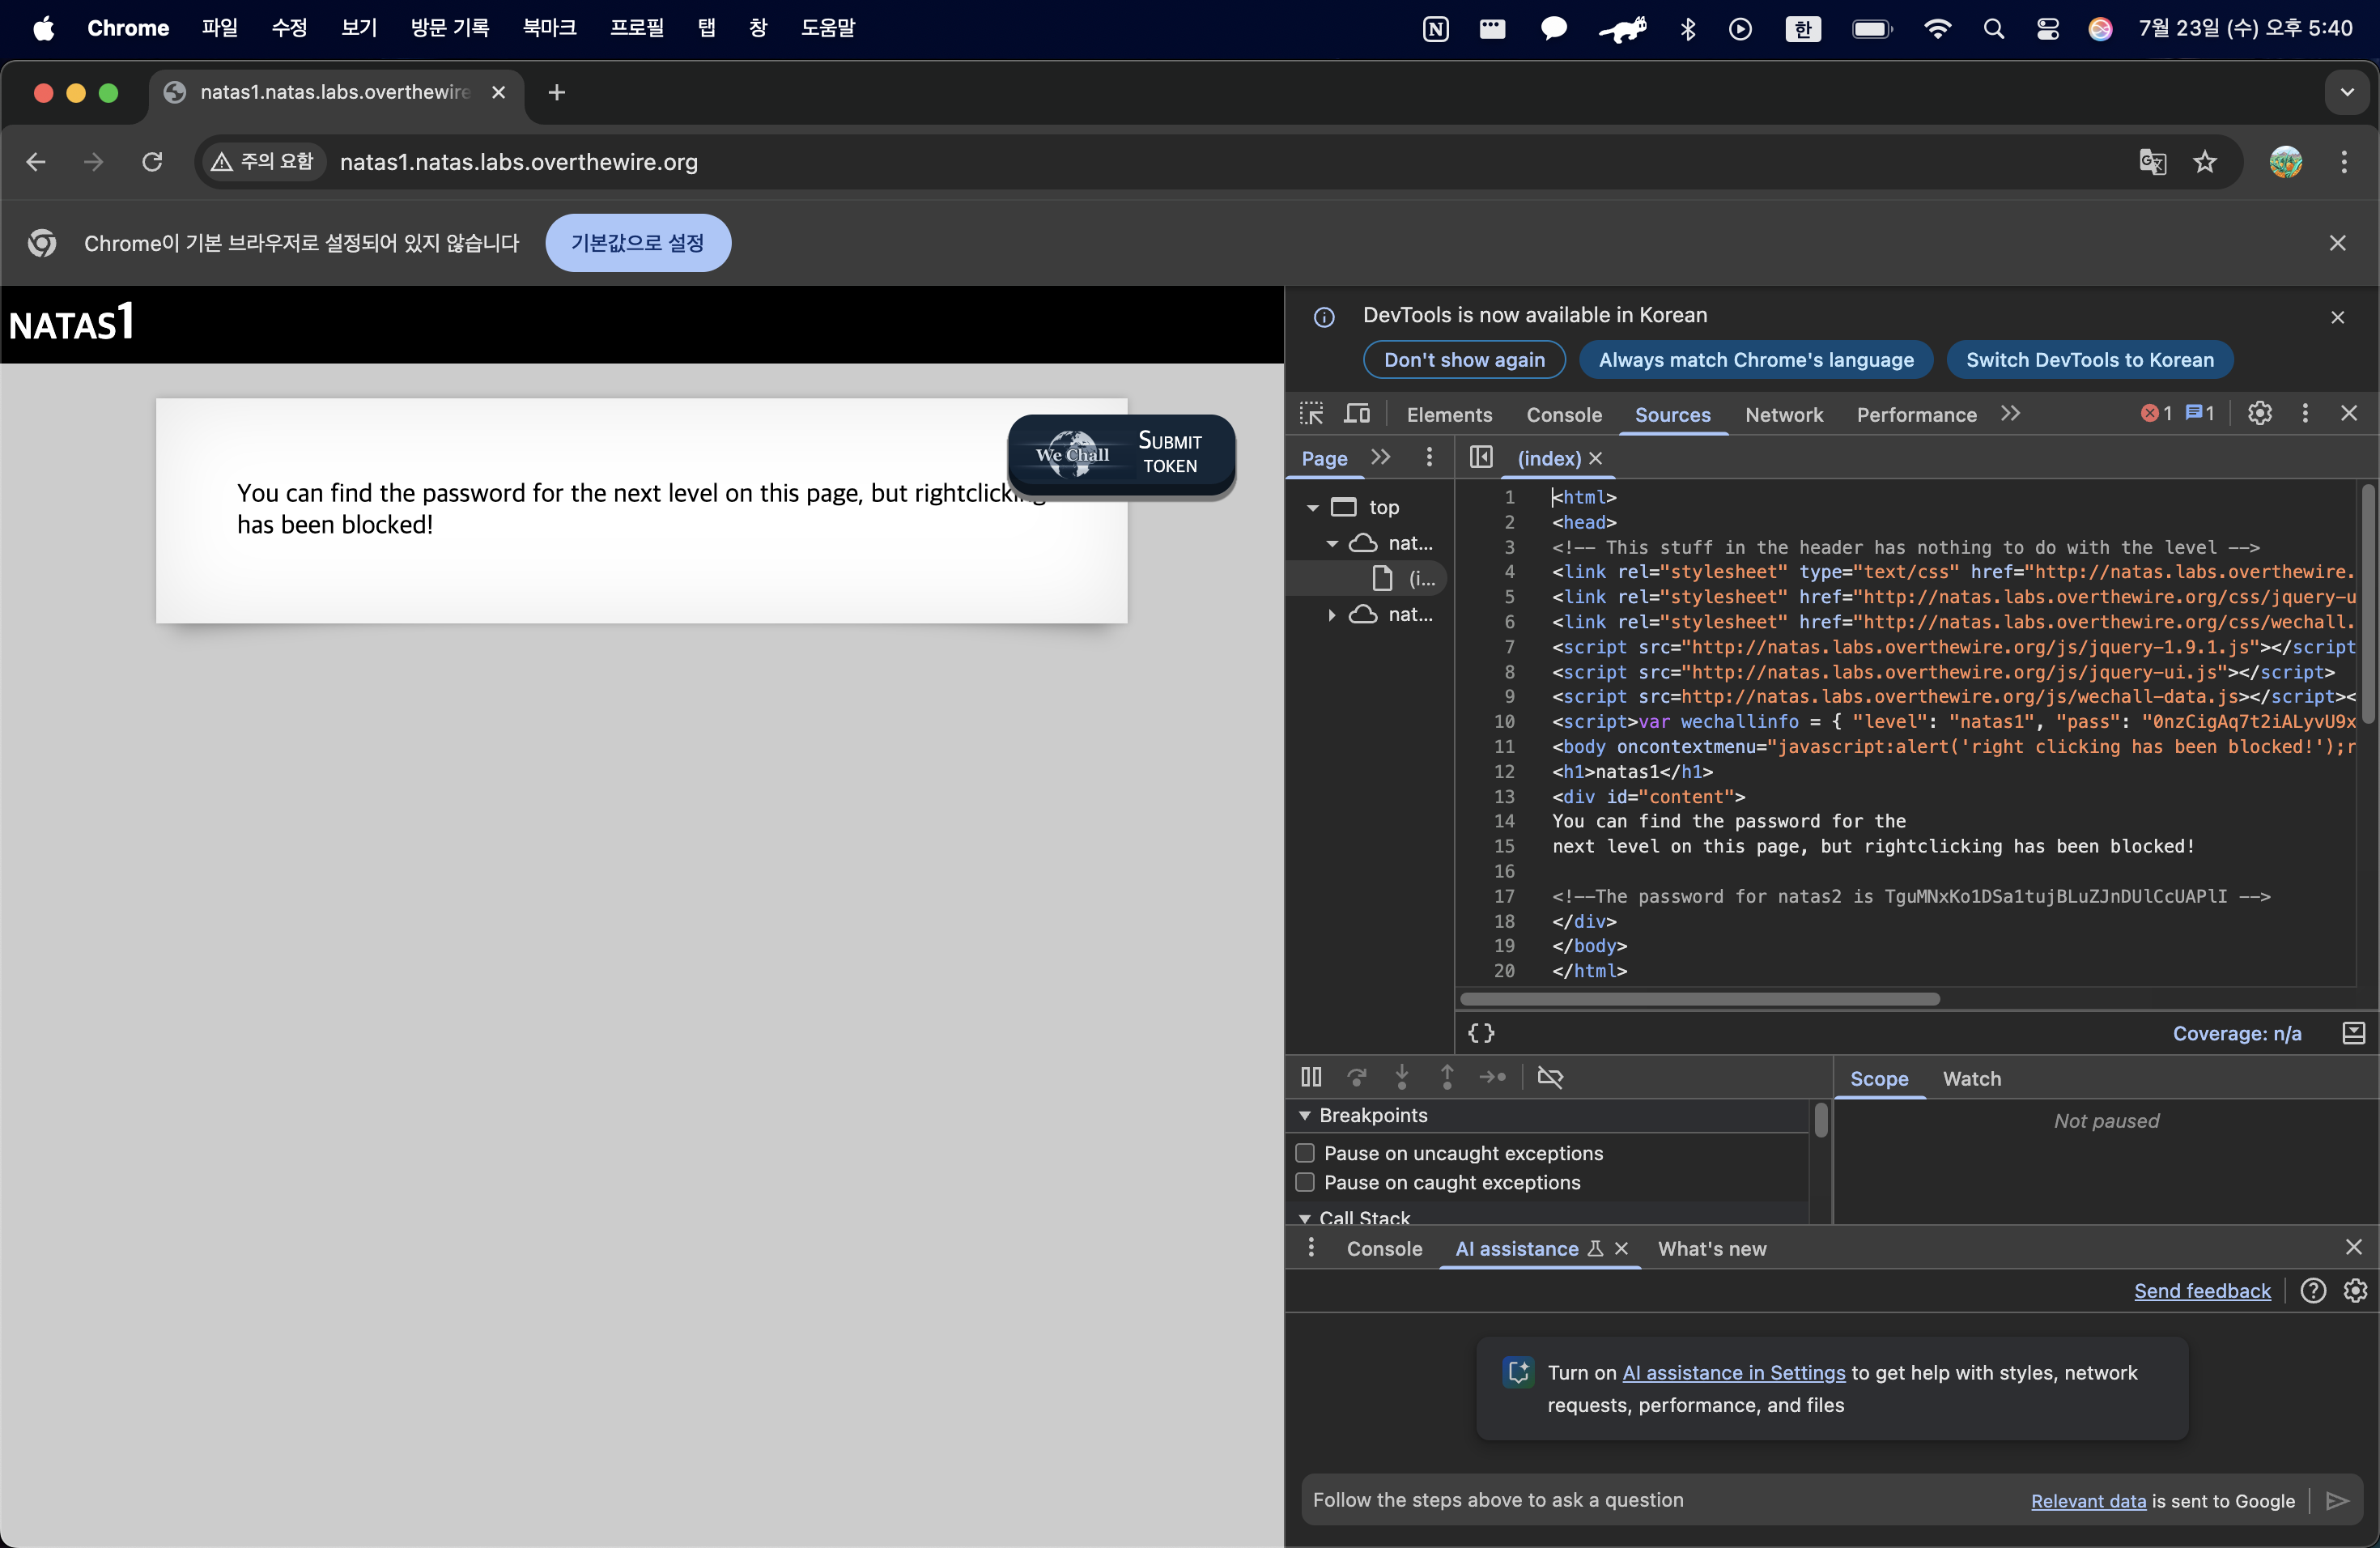 Chrome 파일 수정 보기 방문 기록 북마크 프로필 탭 창 도움말 N 한 7월 23일 (수) 오후 5:40
natas1.natas.labs.overthewire
주의 요함 natas1.natas.labs.overthewire.org
Chrome이 기본 브라우저로 설정되어 있지 않습니다 기본값으로 설정
NATAS1
We Chall SUBMIT
TOKEN
You can find the password for the next level on this page, but rightclicking
has been blocked!
DevTools is now available in Korean
Don't show again Always match Chrome's language Switch DevTools to Korean
Elements Console Sources Network Performance 1 1
Page (index)
top
nat...
(i...
nat...
1 <html>
2 <head>
3 <!-- This stuff in the header has nothing to do with the level -->
4 <link rel="stylesheet" type="text/css" href="http://natas.labs.overthewire.
5 <link rel="stylesheet" href="http://natas.labs.overthewire.org/css/jquery-u
6 <link rel="stylesheet" href="http://natas.labs.overthewire.org/css/wechall.
7 <script src="http://natas.labs.overthewire.org/js/jquery-1.9.1.js"></script
8 <script src="http://natas.labs.overthewire.org/js/jquery-ui.js"></script>
9 <script src=http://natas.labs.overthewire.org/js/wechall-data.js></script><
10 <script>var wechallinfo = { "level": "natas1", "pass": "0nzCigAq7t2iALyvU9x
11 <body oncontextmenu="javascript:alert('right clicking has been blocked!');r
12 <h1>natas1</h1>
13 <div id="content">
14 You can find the password for the
15 next level on this page, but rightclicking has been blocked!
16
17 <!--The password for natas2 is TguMNxKo1DSa1tujBLuZJnDUlCcUAPlI -->
18 </div>
19 </body>
20 </html>
{} Coverage: n/a
Scope Watch
Breakpoints
Not paused
Pause on uncaught exceptions
Pause on caught exceptions
Call Stack
Console AI assistance What's new
Send feedback
Turn on AI assistance in Settings to get help with styles, network
requests, performance, and files
Follow the steps above to ask a question Relevant data is sent to Google